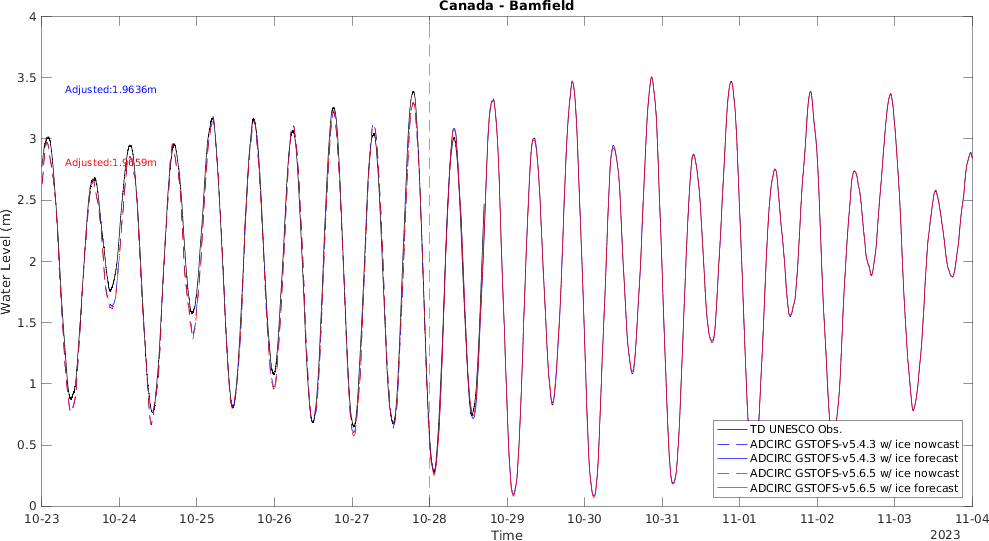 Canada - Bamfield
4
3.5
3
2.5
2
1.5
1
0.5
0
Water Level (m)
Adjusted:1.9636m
Adjusted:1.9659m
TD UNESCO Obs.
ADCIRC GSTOFS-v5.4.3 w/ ice nowcast
ADCIRC GSTOFS-v5.4.3 w/ ice forecast
ADCIRC GSTOFS-v5.6.5 w/ ice nowcast
ADCIRC GSTOFS-v5.6.5 w/ ice forecast
10-23 10-24 10-25 10-26 10-27 10-28 10-29 10-30 10-31 11-01 11-02 11-03 11-04
Time
2023